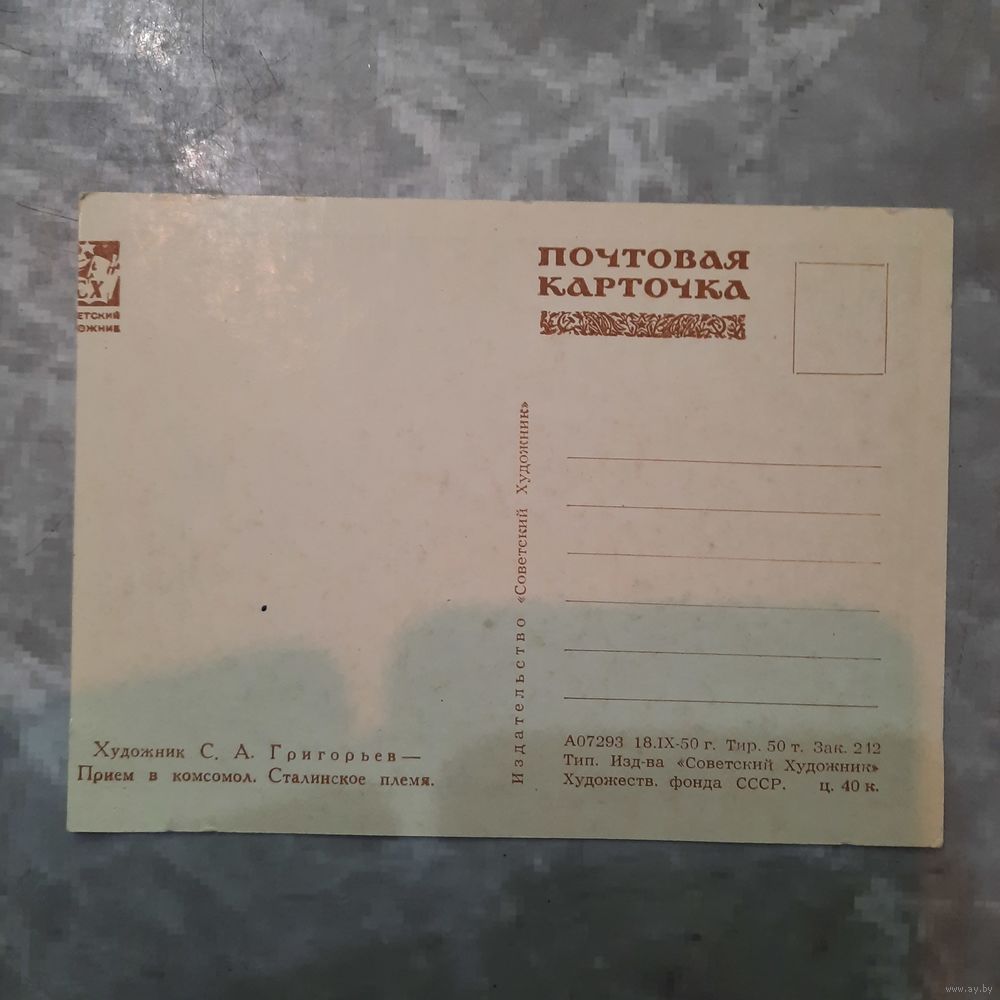 СХ
ЕТСКИЙ
ОЖНИК
ПОЧТОВАЯ
КАРТОЧКА
Издательство «Советский Художник»
Художник С. А. Григорьев—
Прием в комсомол. Сталинское племя.
А07293 18.IX-50 г. Тир. 50 т. Зак. 212
Тип. Изд-ва «Советский Художник»
Художеств. фонда СССР. ц. 40 к.
www.ay.by